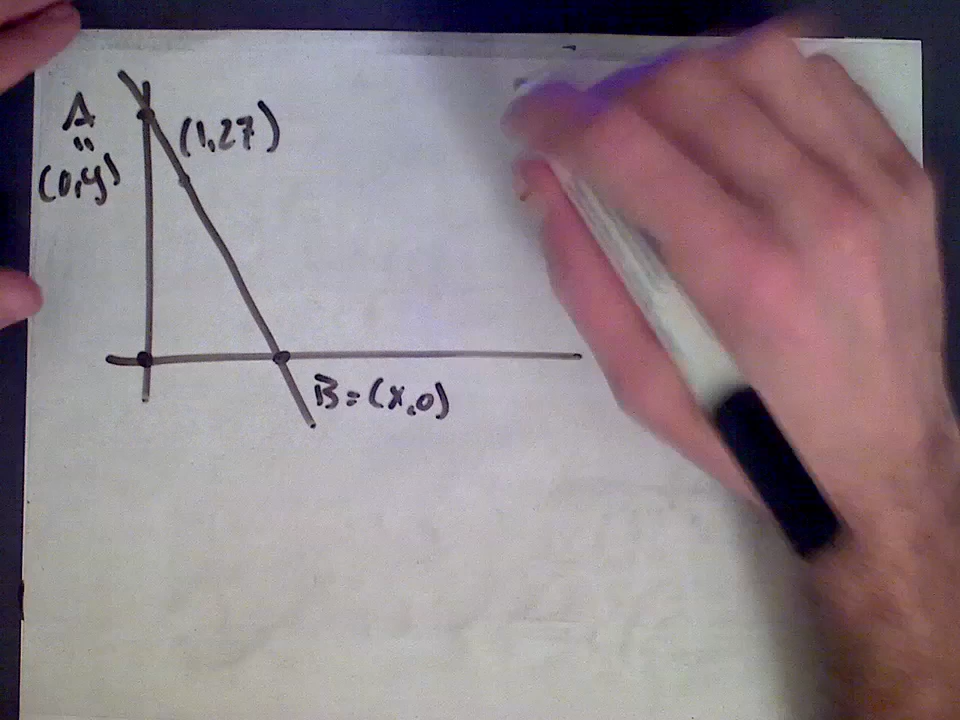 A
=
(0,y)
(1,27)
B=(x,0)